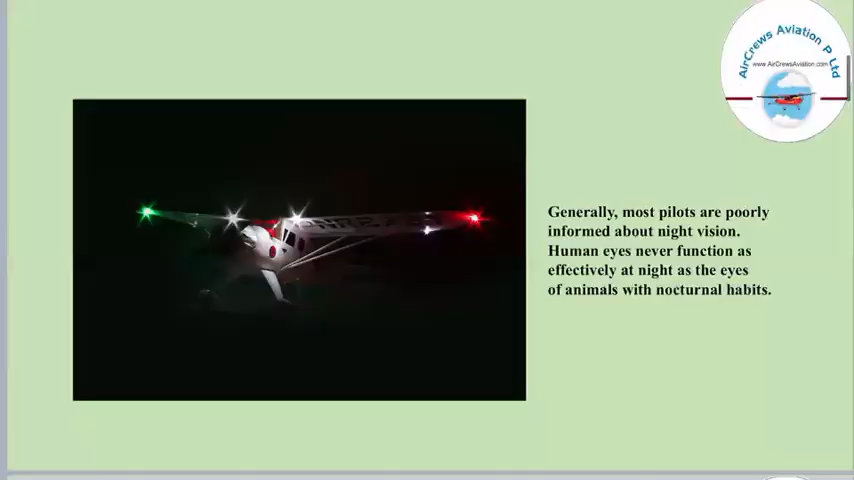 AirCrews Aviation P Ltd
www.AirCrewsAviation.com
Generally, most pilots are poorly
informed about night vision.
Human eyes never function as
effectively at night as the eyes
of animals with nocturnal habits.